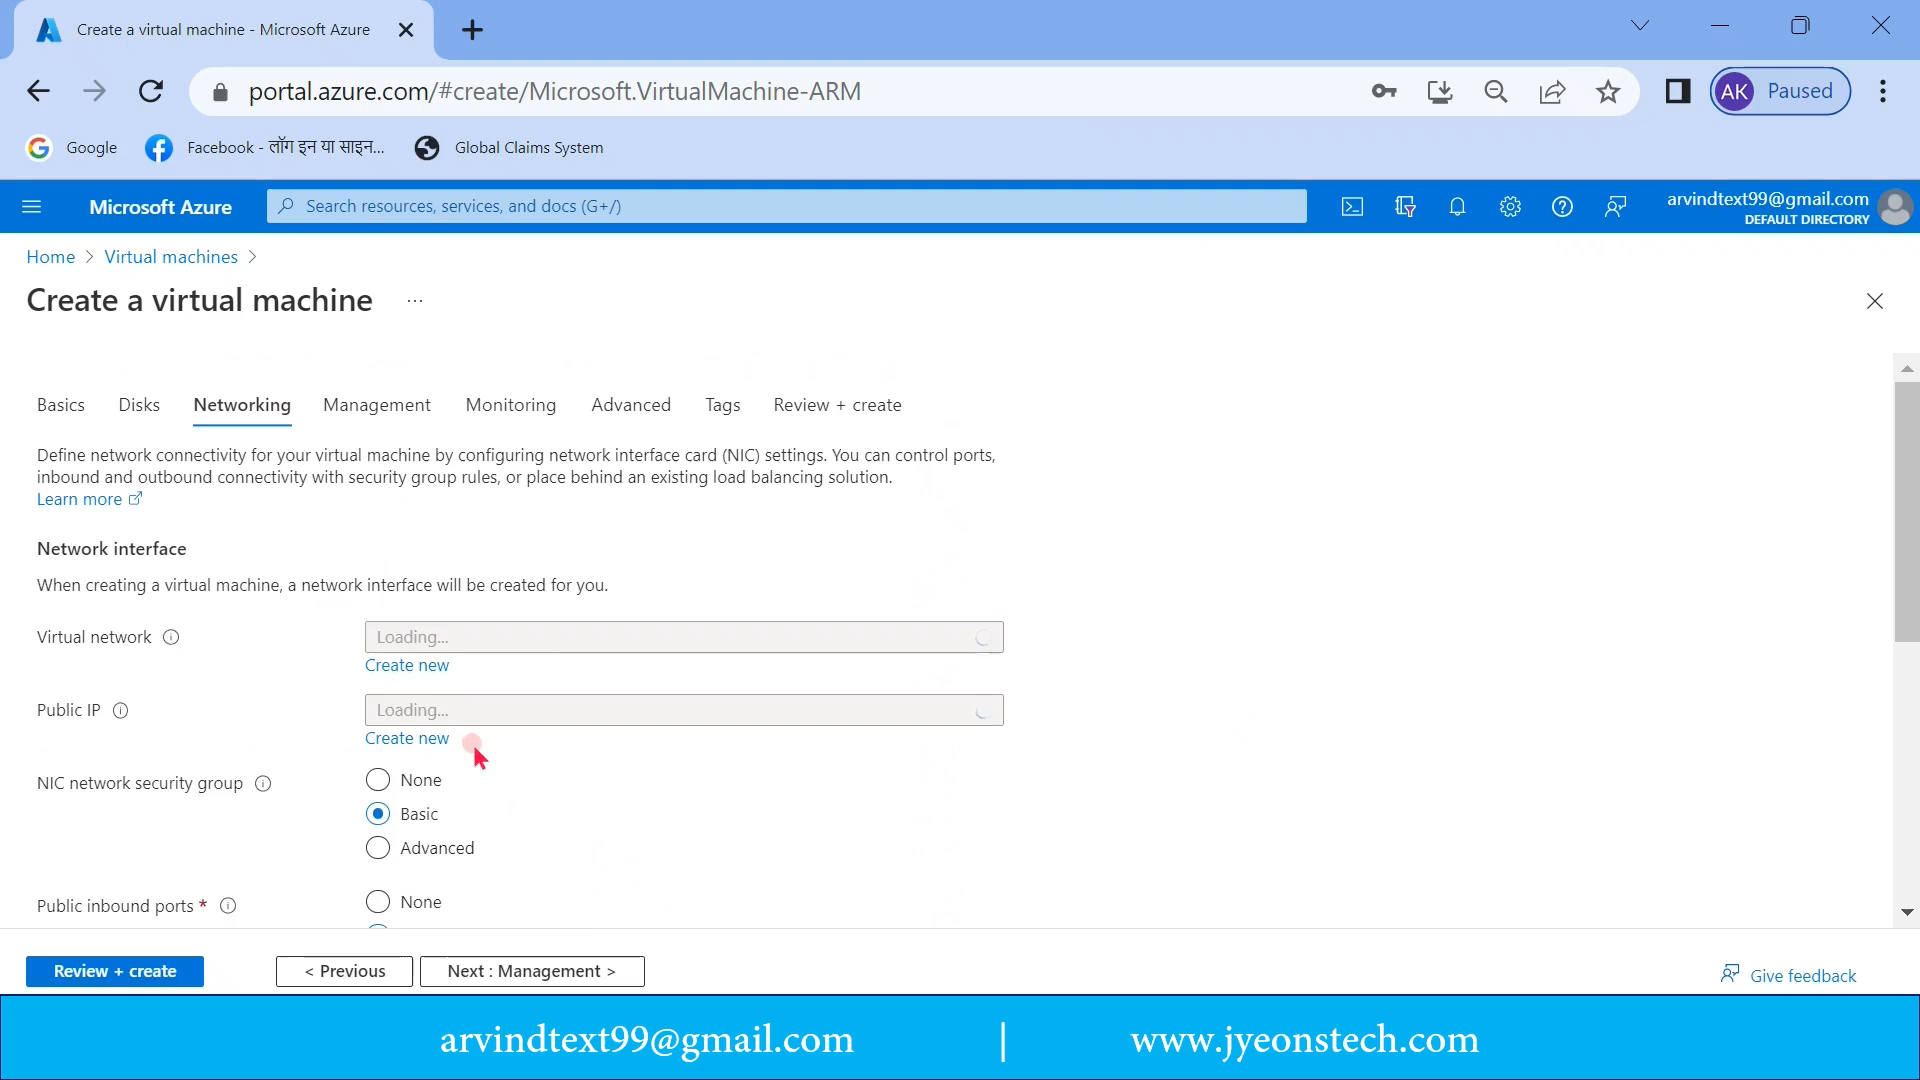 Create a virtual machine - Microsoft Azure
portal.azure.com/#create/Microsoft.VirtualMachine-ARM
AK Paused
Google
Facebook - लॉग इन या साइन...
Global Claims System
Microsoft Azure
Search resources, services, and docs (G+/)
arvindtext99@gmail.com
DEFAULT DIRECTORY
Home > Virtual machines >
Create a virtual machine ...
Basics Disks Networking Management Monitoring Advanced Tags Review + create
Define network connectivity for your virtual machine by configuring network interface card (NIC) settings. You can control ports,
inbound and outbound connectivity with security group rules, or place behind an existing load balancing solution.
Learn more
Network interface
When creating a virtual machine, a network interface will be created for you.
Virtual network
Loading...
Create new
Public IP
Loading...
Create new
NIC network security group
None
Basic
Advanced
Public inbound ports *
None
Review + create
< Previous
Next : Management >
Give feedback
arvindtext99@gmail.com | www.jyeonstech.com